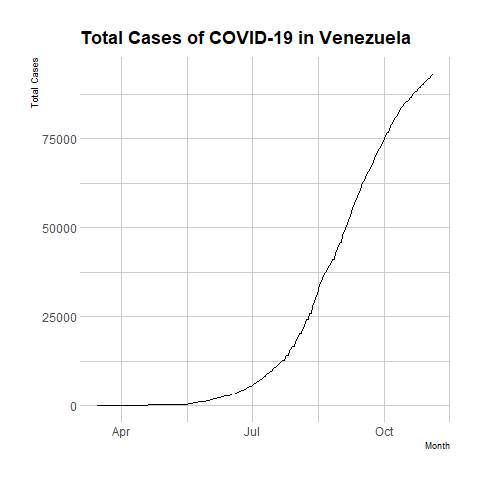 Total Cases of COVID-19 in Venezuela
Total Cases
75000
50000
25000
0
Apr Jul Oct
Month